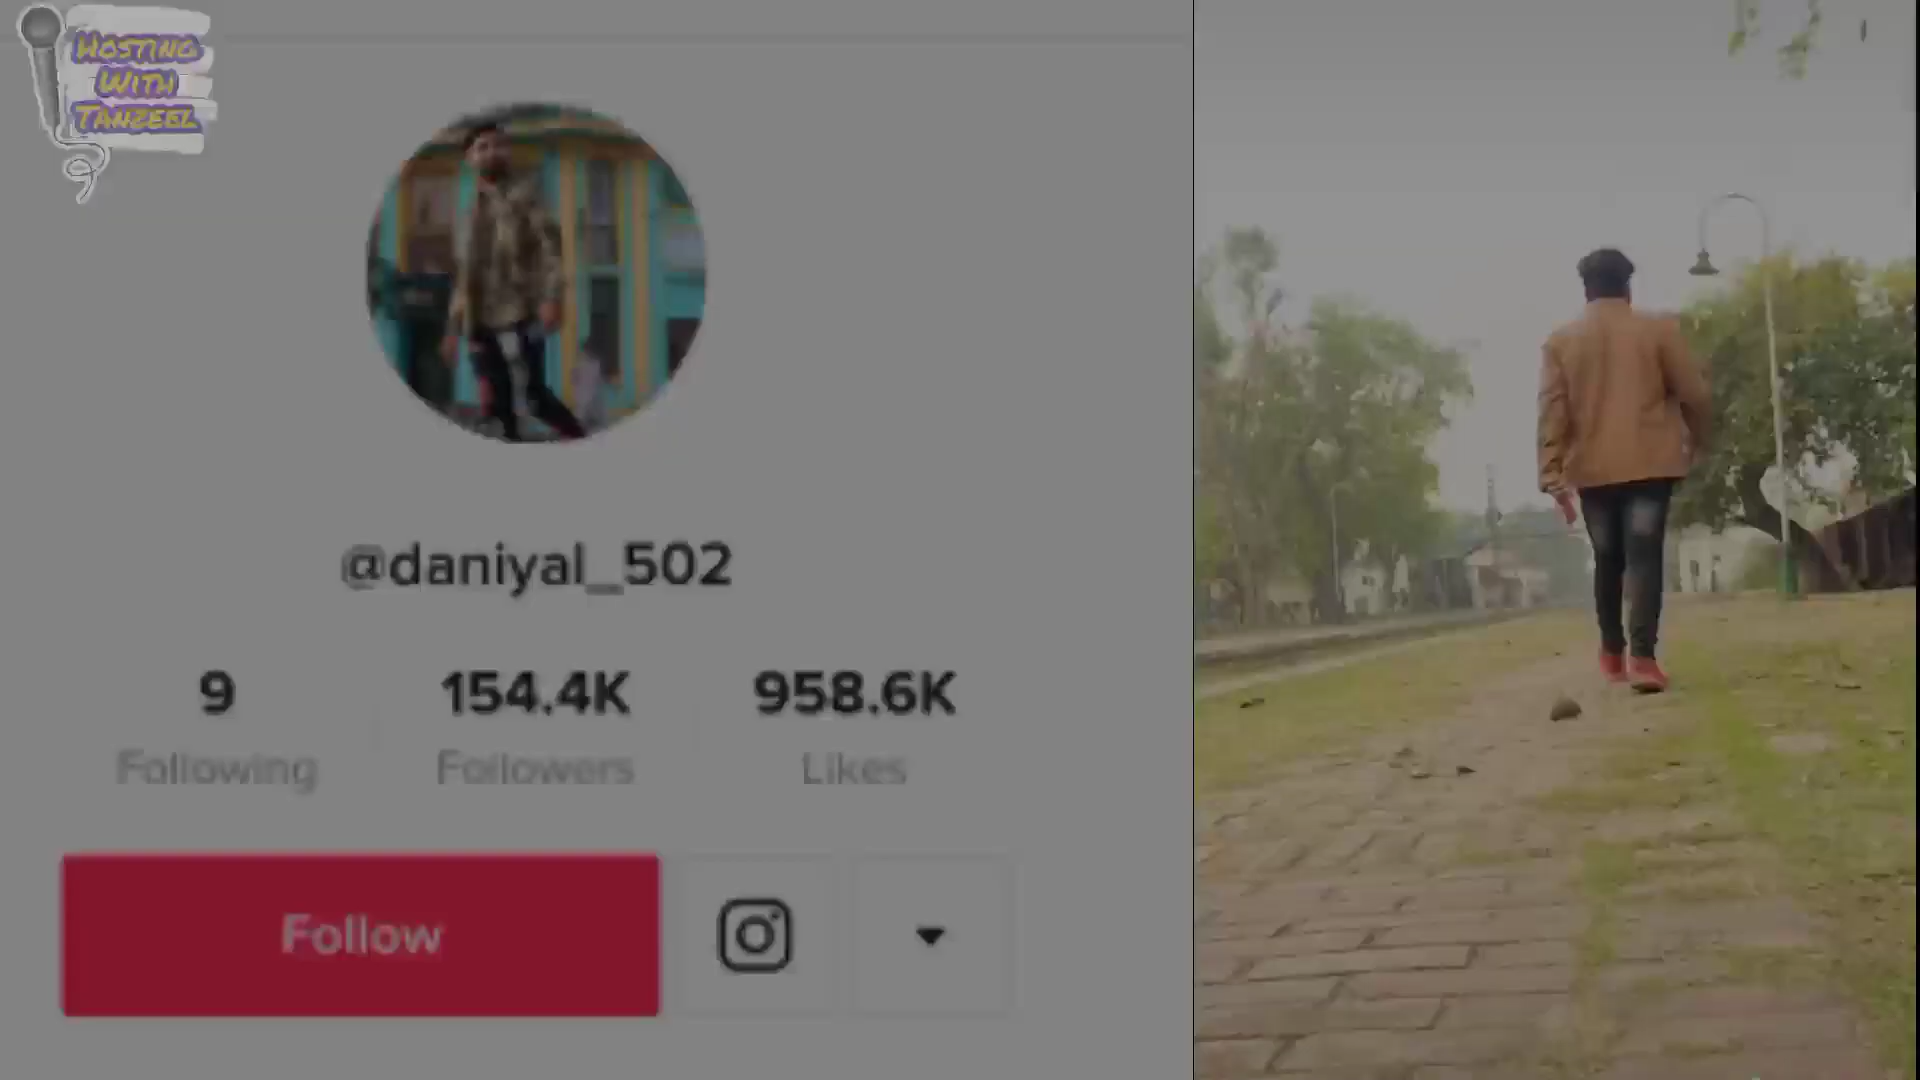 HOSTING
WITH
TANZEEL
@daniyal_502
9 154.4K 958.6K
Following Followers Likes
Follow